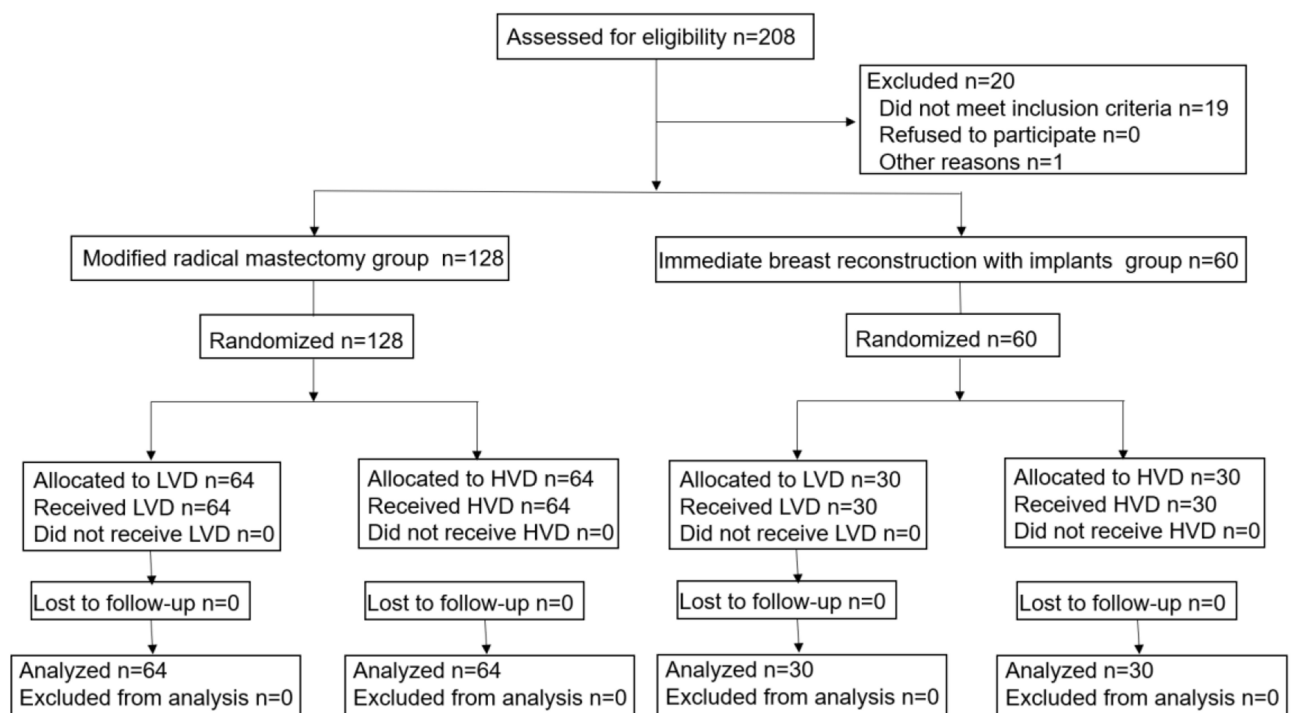 Assessed for eligibility n=208
Excluded n=20
Did not meet inclusion criteria n=19
Refused to participate n=0
Other reasons n=1
Modified radical mastectomy group n=128
Immediate breast reconstruction with implants group n=60
Randomized n=128
Randomized n=60
Allocated to LVD n=64
Received LVD n=64
Did not receive LVD n=0
Allocated to HVD n=64
Received HVD n=64
Did not receive HVD n=0
Allocated to LVD n=30
Received LVD n=30
Did not receive LVD n=0
Allocated to HVD n=30
Received HVD n=30
Did not receive HVD n=0
Lost to follow-up n=0
Lost to follow-up n=0
Lost to follow-up n=0
Lost to follow-up n=0
Analyzed n=64
Excluded from analysis n=0
Analyzed n=64
Excluded from analysis n=0
Analyzed n=30
Excluded from analysis n=0
Analyzed n=30
Excluded from analysis n=0